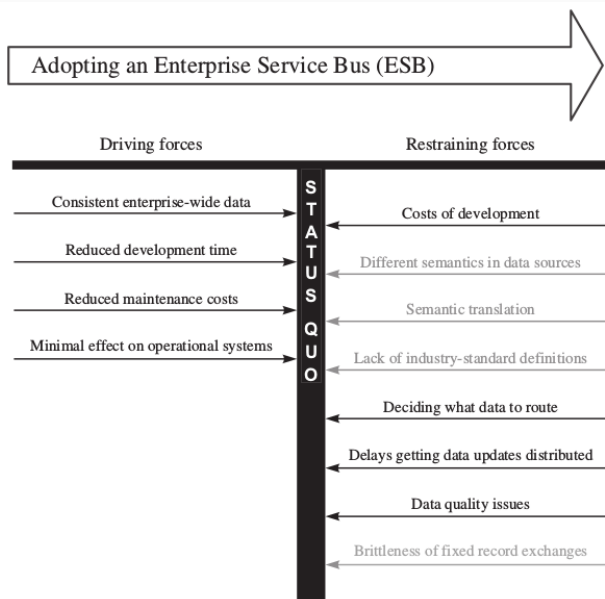 Adopting an Enterprise Service Bus (ESB)
Driving forces
Restraining forces
STATUS QUO
Consistent enterprise-wide data
Reduced development time
Reduced maintenance costs
Minimal effect on operational systems
Costs of development
Different semantics in data sources
Semantic translation
Lack of industry-standard definitions
Deciding what data to route
Delays getting data updates distributed
Data quality issues
Brittleness of fixed record exchanges